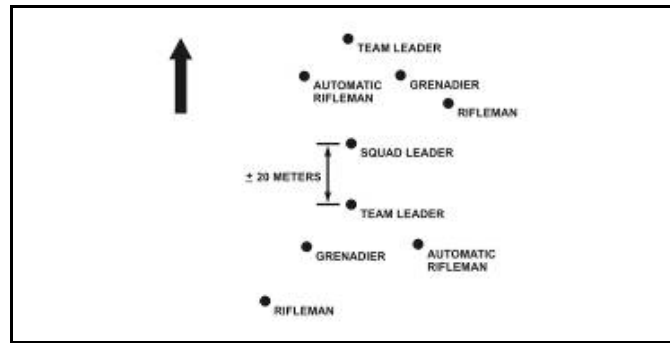 TEAM LEADER
AUTOMATIC
RIFLEMAN
GRENADIER
RIFLEMAN
SQUAD LEADER
± 20 METERS
TEAM LEADER
GRENADIER
AUTOMATIC
RIFLEMAN
RIFLEMAN